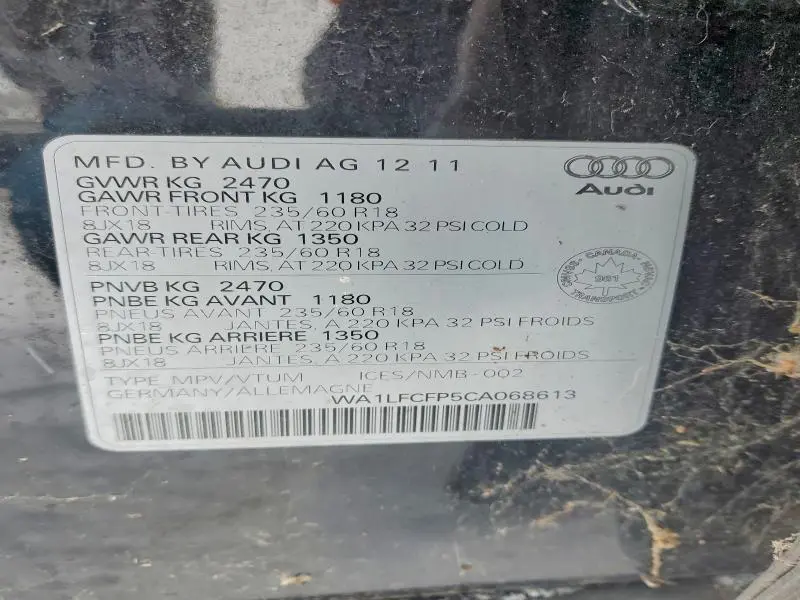 MFD. BY AUDI AG 12 11
GVWR KG 2470
GAWR FRONT KG 1180
FRONT-TIRES 235/60 R18
8JX18 RIMS, AT 220 KPA 32 PSI COLD
GAWR REAR KG 1350
REAR-TIRES 235/60 R18
8JX18 RIMS, AT 220 KPA 32 PSI COLD
PNVB KG 2470
PNBE KG AVANT 1180
PNEUS AVANT 235/60 R18
8JX18 JANTES, A 220 KPA 32 PSI FROIDS
PNBE KG ARRIERE 1350
PNEUS ARRIERE 235/60 R18
8JX18 JANTES, A 220 KPA 32 PSI FROIDS
TYPE MPV/VTUM ICES/NMB-002
GERMANY/ALLEMAGNE
WA1LFCFP5CA068613
Audi
CANADA
961
TRANSPORT